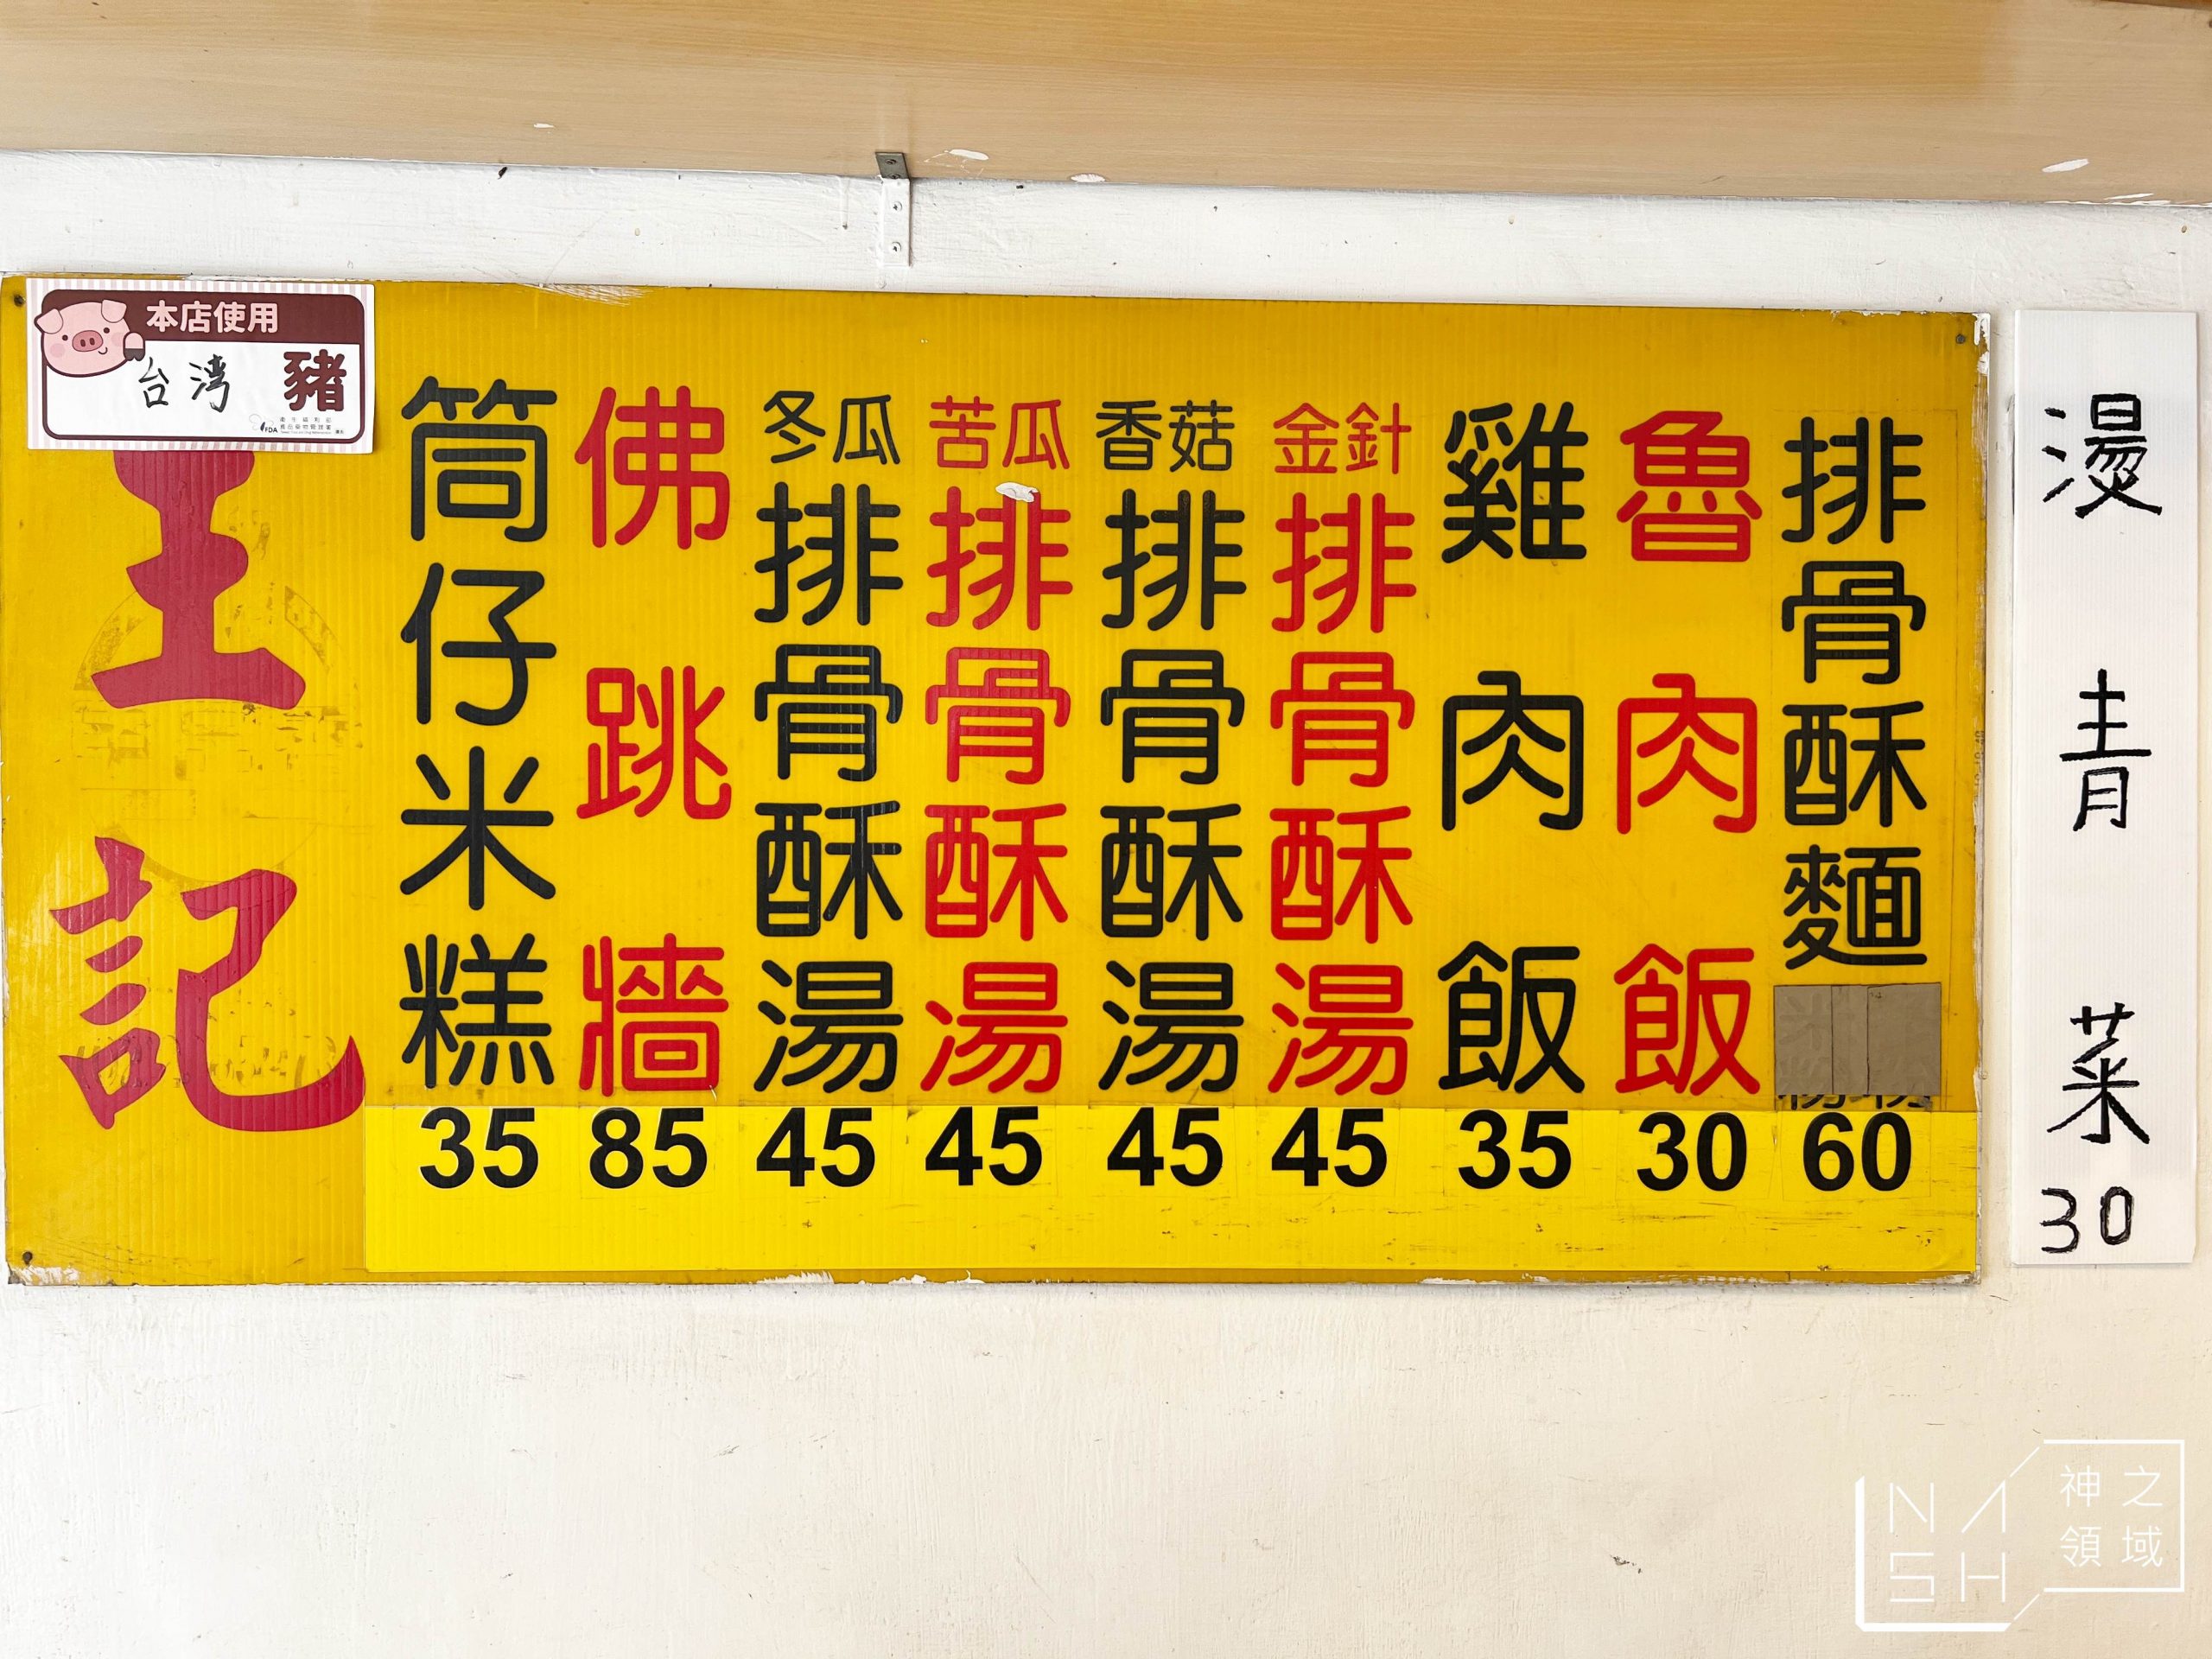 本店使用
台灣 豬
王記
筒仔米糕 35
佛跳牆 85
冬瓜排骨酥湯 45
苦瓜排骨酥湯 45
香菇排骨酥湯 45
金針排骨酥湯 45
雞肉飯 35
魯肉飯 30
排骨酥麵 60
燙青菜 30
NASH
神之領域